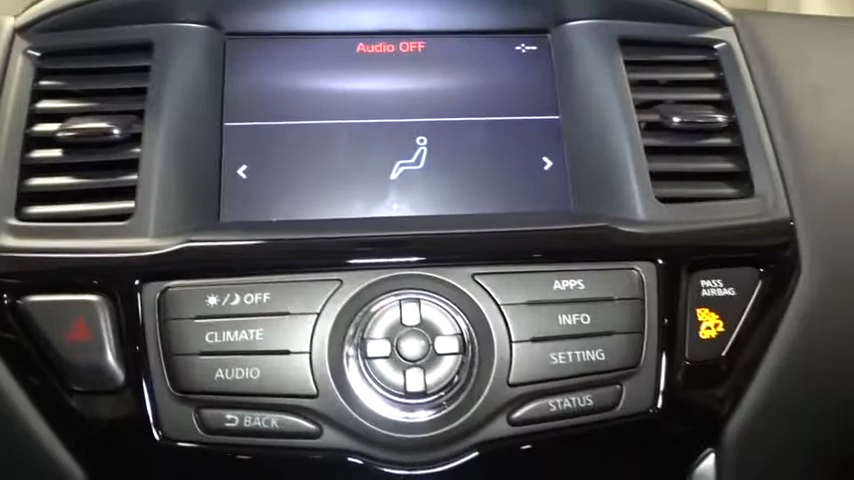 Audio OFF
OFF
CLIMATE
AUDIO
BACK
APPS
INFO
SETTING
STATUS
PASS
AIRBAG